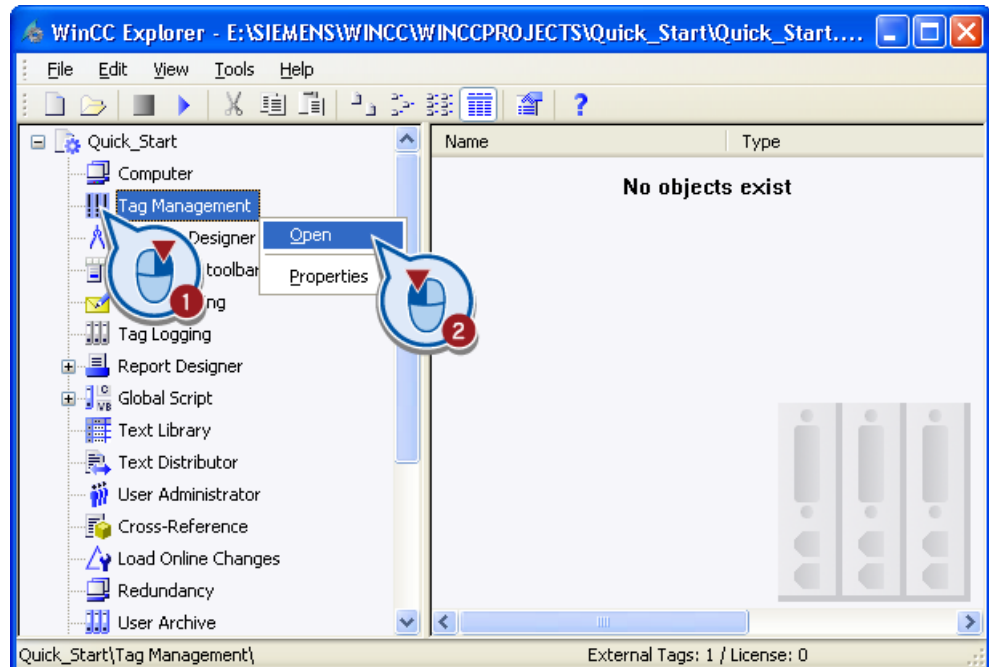 WinCC Explorer - E:\SIEMENS\WINCC\WINCCPROJECTS\Quick_Start\Quick_Start....
File Edit View Tools Help
Quick_Start
Computer
Tag Management
Designer
toolbar
ng
Tag Logging
Report Designer
Global Script
Text Library
Text Distributor
User Administrator
Cross-Reference
Load Online Changes
Redundancy
User Archive
Open
Properties
1
2
Name Type
No objects exist
Quick_Start\Tag Management\ External Tags: 1 / License: 0